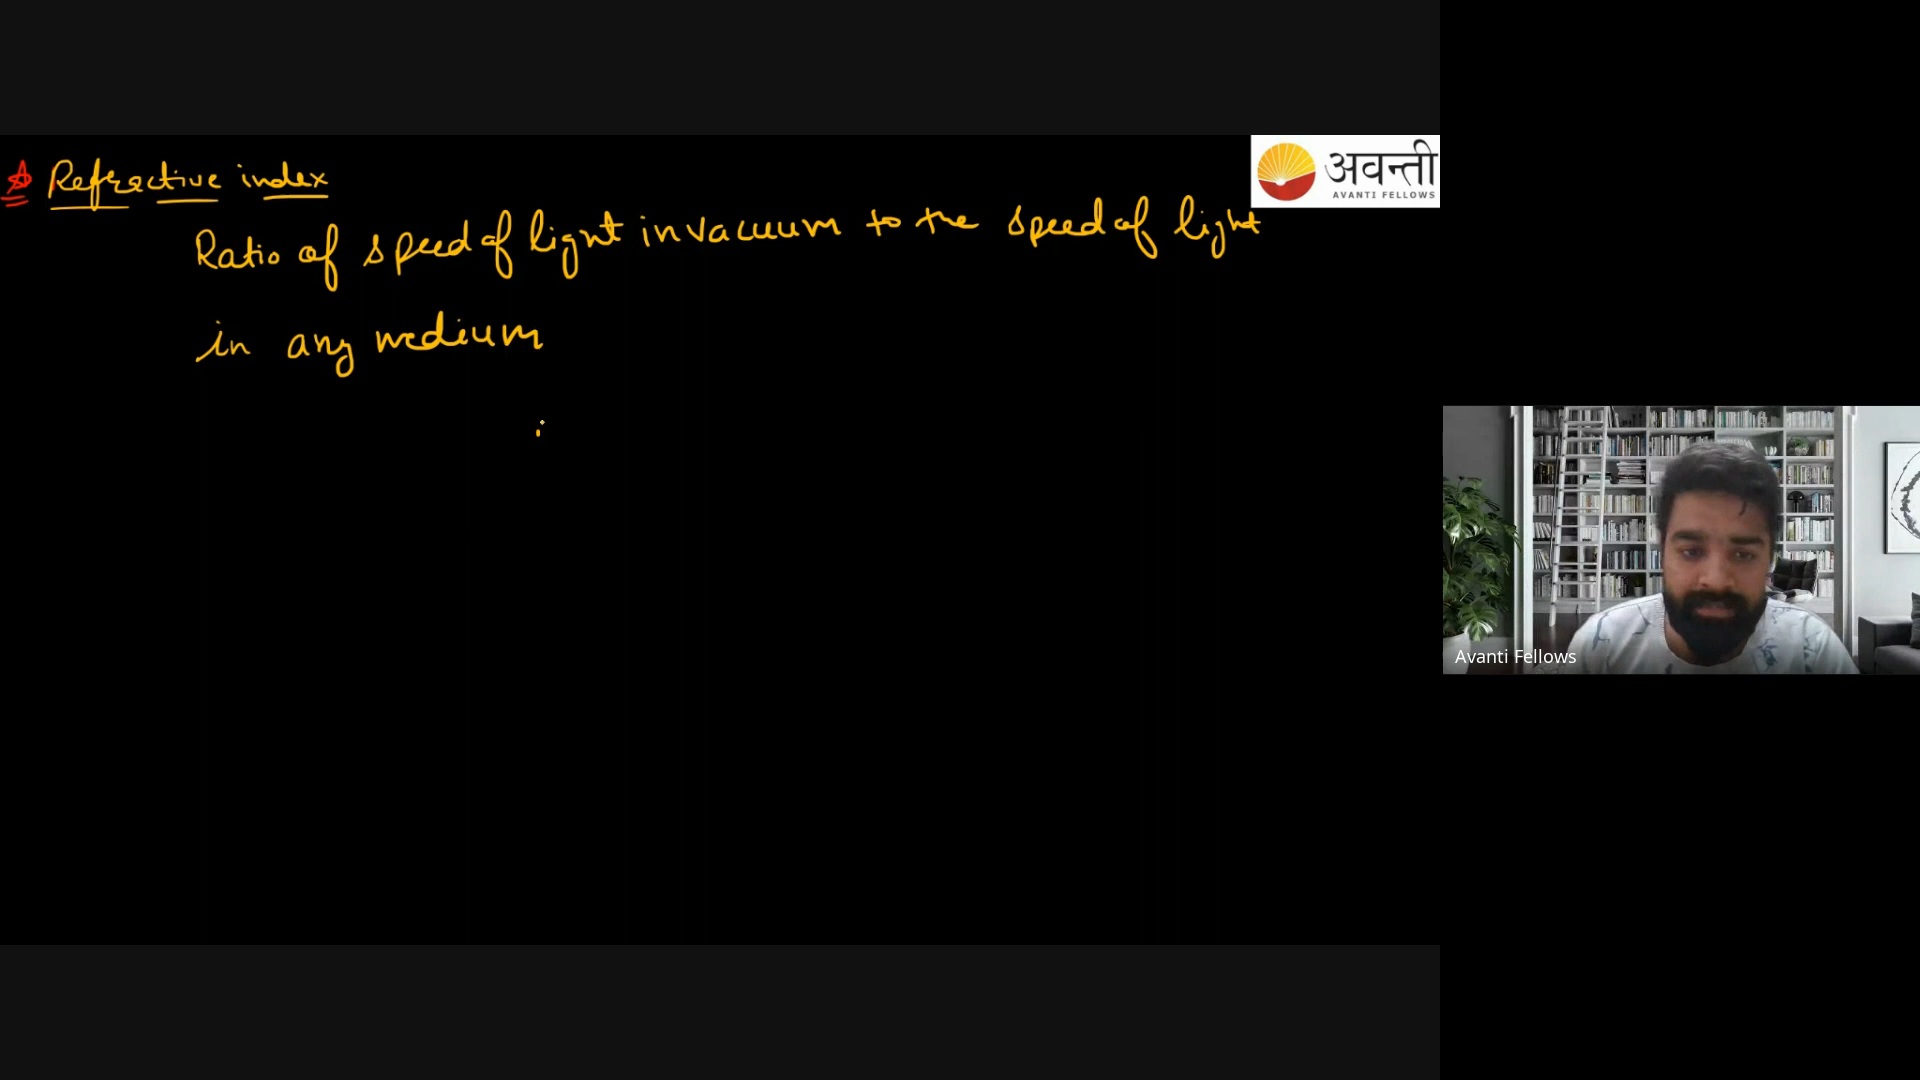 Refractive index
Ratio of speed of light in vacuum to the speed of light
in any medium
अवन्ती
AVANTI FELLOWS
Avanti Fellows